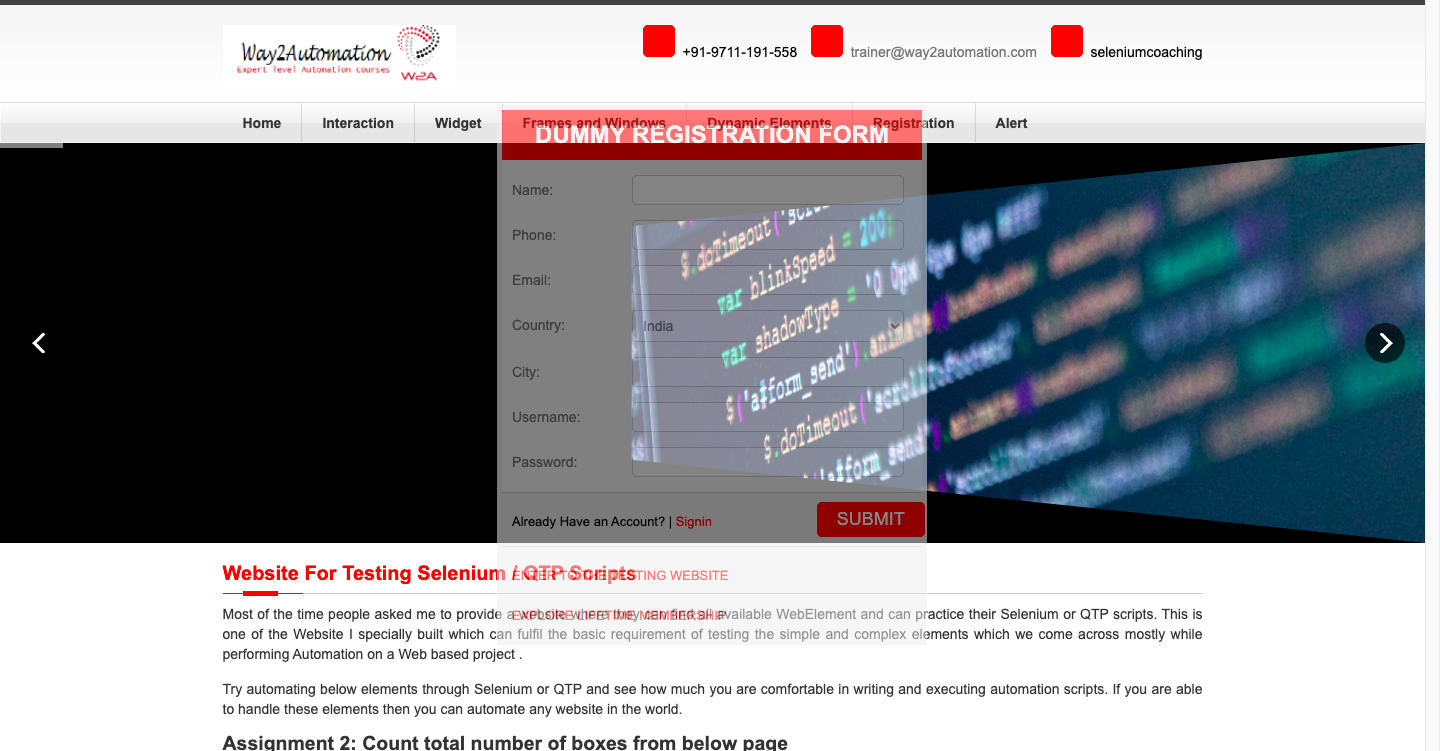 Way2Automation
Expert level Automation courses
W2A
+91-9711-191-558
trainer@way2automation.com
seleniumcoaching
Home
Interaction
Widget
Frames and Windows
Dynamic Elements
Registration
Alert
DUMMY REGISTRATION FORM
Name:
Phone:
Email:
Country:
India
City:
Username:
Password:
Already Have an Account? | Signin
SUBMIT
$.doTimeout('scroll
var blinkSpeed = 200;
var shadowType = '0 0px 0px 0px #FFF
$('a#form_send').animate
$.doTimeout('scrollto
'a#form_send'
ENTER TO THE TESTING WEBSITE
EXPLORE LIFETIME MEMBERSHIP
Website For Testing Selenium / QTP Scripts
Most of the time people asked me to provide a website where they can find all available WebElement and can practice their Selenium or QTP scripts. This is
one of the Website I specially built which can fulfil the basic requirement of testing the simple and complex elements which we come across mostly while
performing Automation on a Web based project .
Try automating below elements through Selenium or QTP and see how much you are comfortable in writing and executing automation scripts. If you are able
to handle these elements then you can automate any website in the world.
Assignment 2: Count total number of boxes from below page